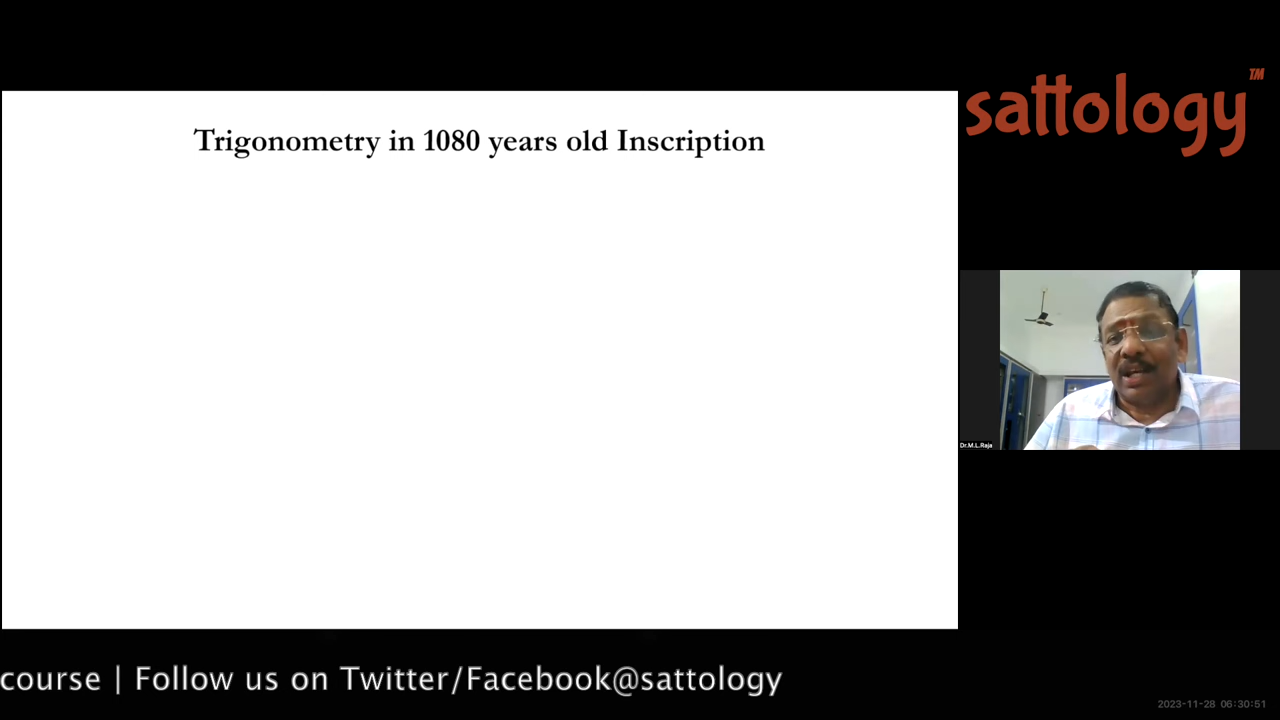 Trigonometry in 1080 years old Inscription
sattology™
Dr.M.L.Raja
course | Follow us on Twitter/Facebook@sattology
2023-11-28 06:30:51